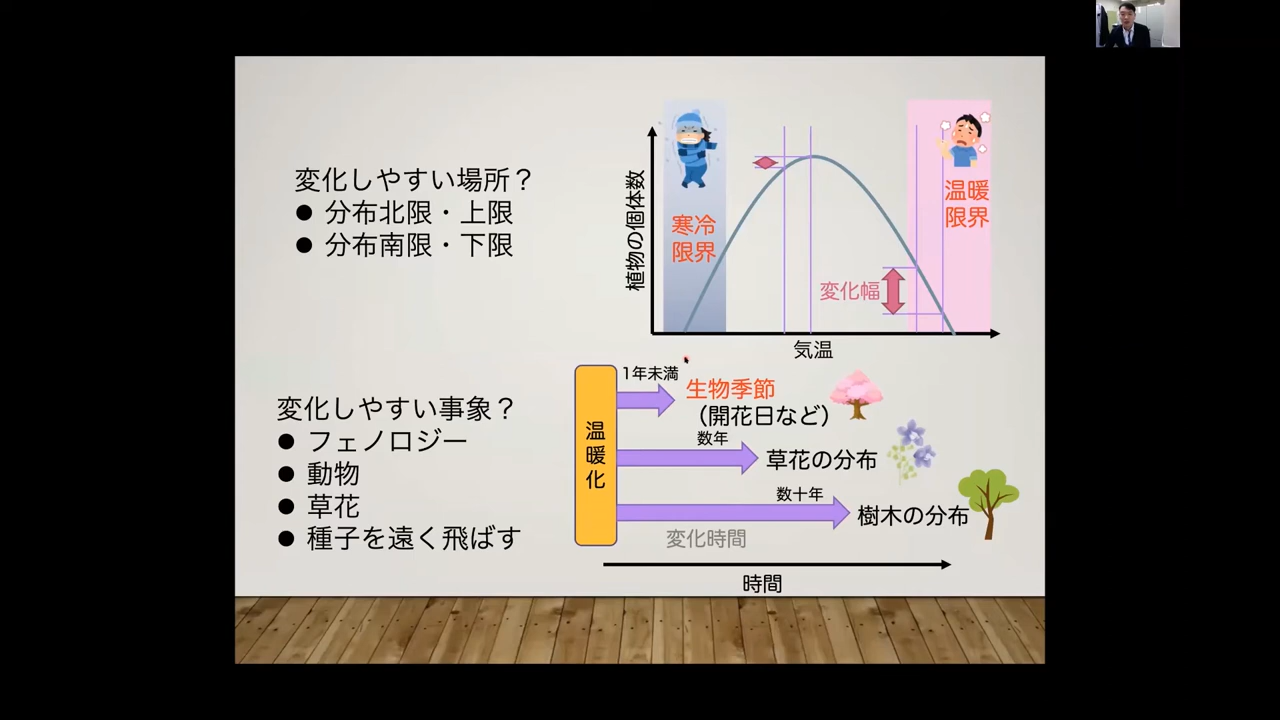 変化しやすい場所？
● 分布北限・上限
● 分布南限・下限
植物の個体数
寒冷
限界
温暖
限界
変化幅
気温
変化しやすい事象？
● フェノロジー
● 動物
● 草花
● 種子を遠く飛ばす
温暖化
1年未満
生物季節
（開花日など）
数年
草花の分布
数十年
樹木の分布
変化時間
時間